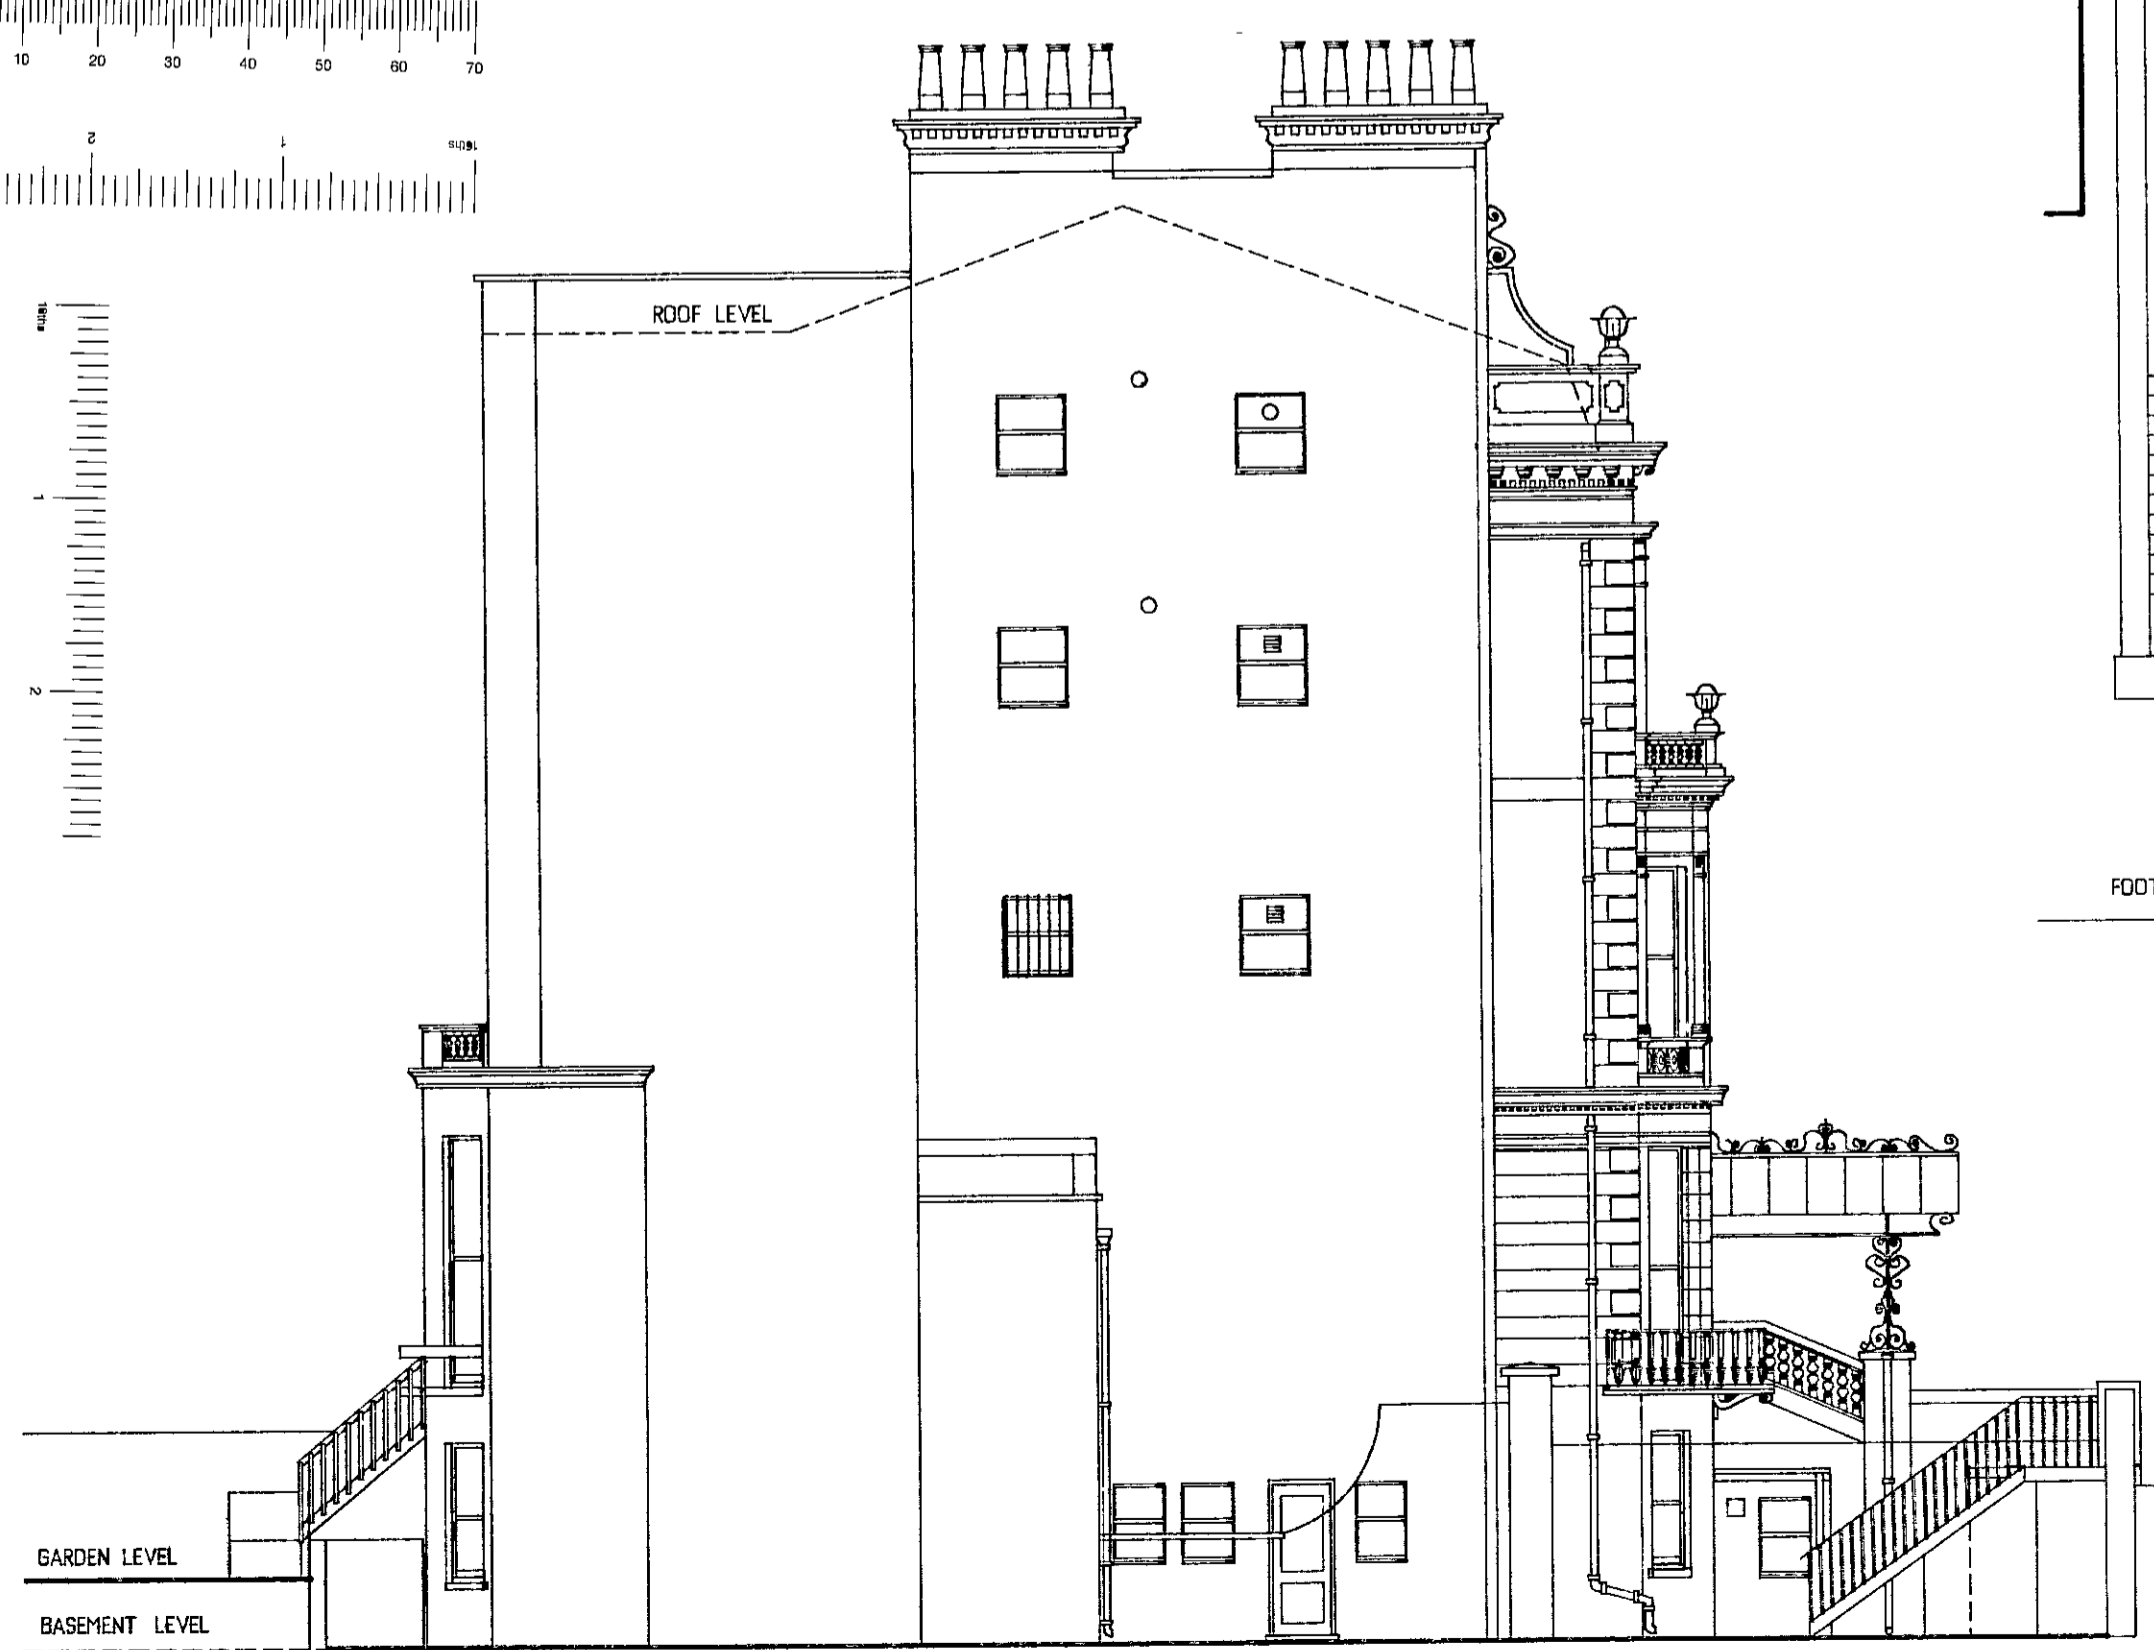 10 20 30 40 50 60 70
2 1 16ths
16ths
1
2
ROOF LEVEL
FOOT
GARDEN LEVEL
BASEMENT LEVEL